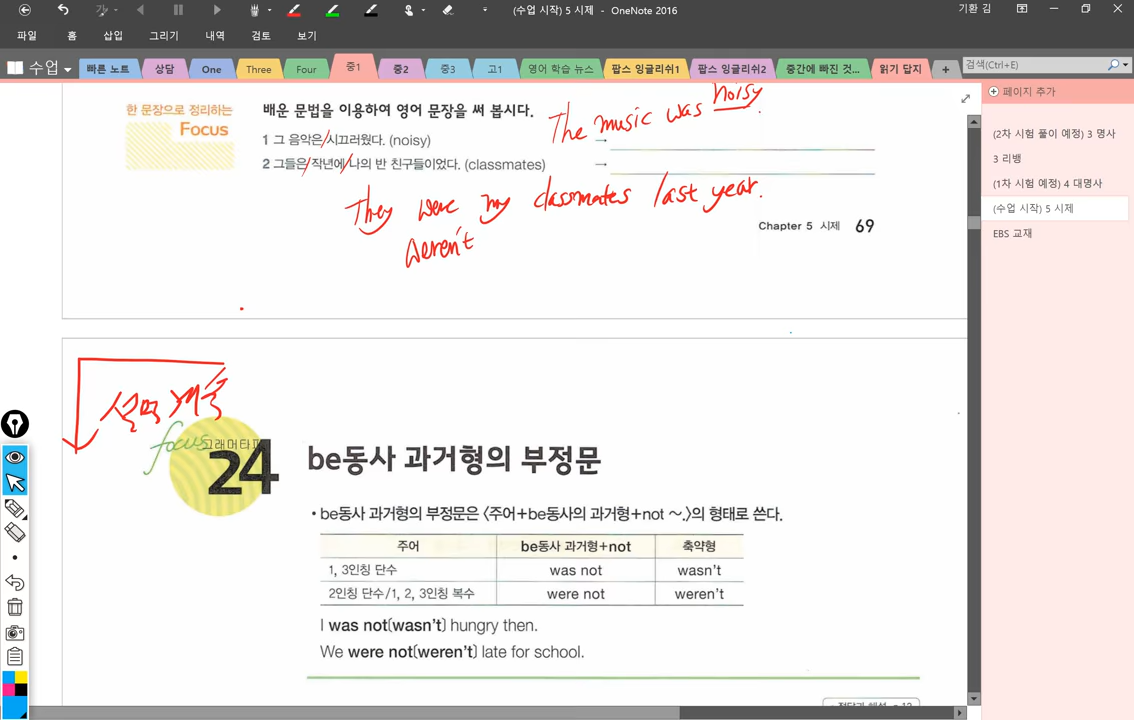 (수업 시작) 5 시제 - OneNote 2016
기환 김
파일 홈 삽입 그리기 내역 검토 보기
수업 빠른 노트 상담 One Three Four 중1 중2 중3 고1 영어 학습 뉴스 팝스 잉글리쉬1 팝스 잉글리쉬2 중간에 빠진 것... 읽기 답지 + 검색(Ctrl+E)
페이지 추가
(2차 시험 풀이 예정) 3 명사
3 리뱅
(1차 시험 예정) 4 대명사
(수업 시작) 5 시제
EBS 교재
한 문장으로 정리하는
Focus
배운 문법을 이용하여 영어 문장을 써 봅시다.
The music was noisy.
1 그 음악은/시끄러웠다. (noisy) →
2 그들은/작년에/나의 반 친구들이었다. (classmates) →
They were my classmates last year.
weren't
Chapter 5 시제 69
focus
그래머타파
24
be동사 과거형의 부정문
• be동사 과거형의 부정문은 〈주어+be동사의 과거형+not ~.〉의 형태로 쓴다.
주어 be동사 과거형+not 축약형
1, 3인칭 단수 was not wasn't
2인칭 단수/1, 2, 3인칭 복수 were not weren't
I was not(wasn't) hungry then.
We were not(weren't) late for school.